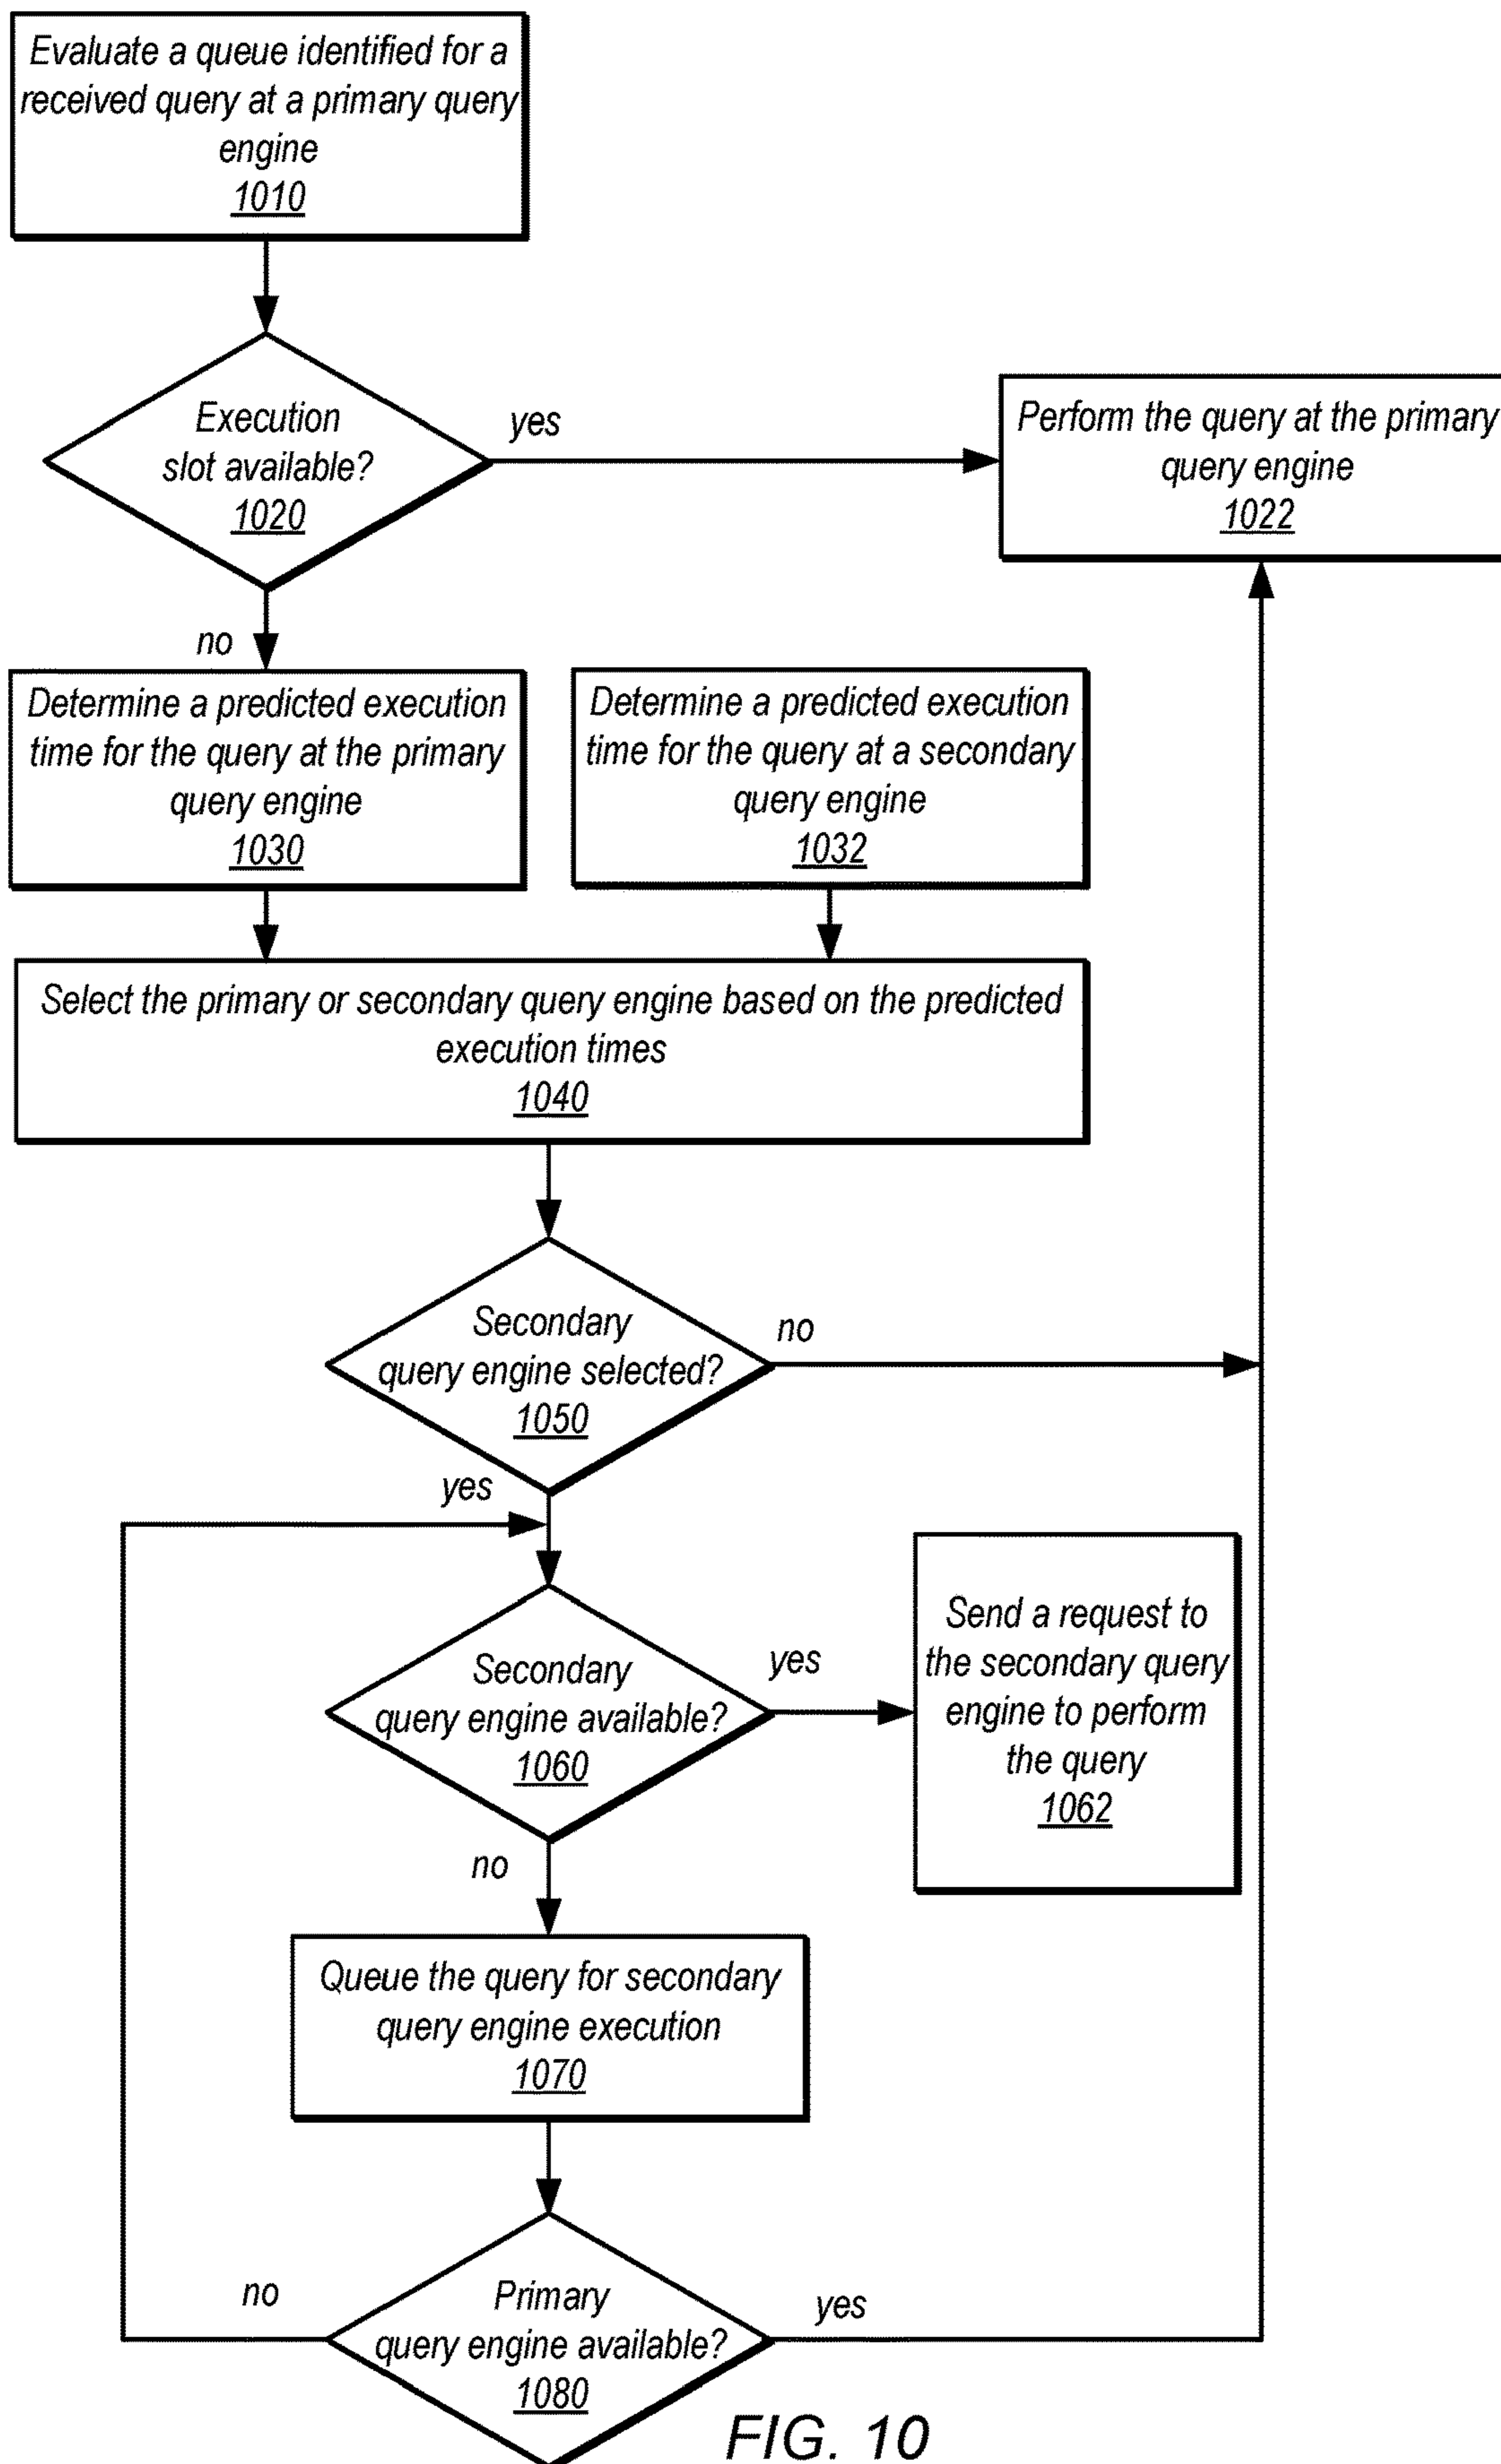 Evaluate a queue identified for a
received query at a primary query
engine
1010
Execution
slot available?
1020
yes
Perform the query at the primary
query engine
1022
no
Determine a predicted execution
time for the query at the primary
query engine
1030
Determine a predicted execution
time for the query at a secondary
query engine
1032
Select the primary or secondary query engine based on the predicted
execution times
1040
Secondary
query engine selected?
1050
no
yes
Secondary
query engine available?
1060
yes
Send a request to
the secondary query
engine to perform
the query
1062
no
Queue the query for secondary
query engine execution
1070
Primary
query engine available?
1080
no
yes
FIG. 10